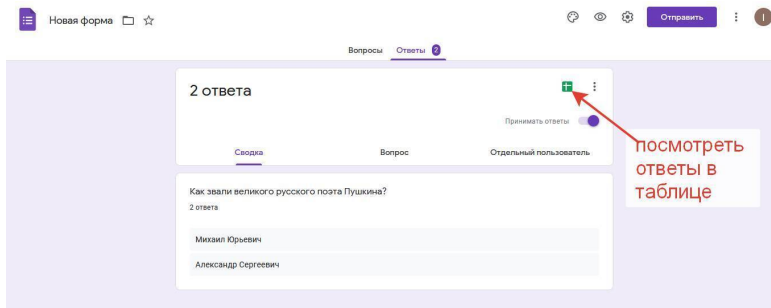 Новая форма
Отправить
I
Вопросы Ответы 2
2 ответа
Принимать ответы
Сводка Вопрос Отдельный пользователь
посмотреть
ответы в
таблице
Как звали великого русского поэта Пушкина?
2 ответа
Михаил Юрьевич
Александр Сергеевич